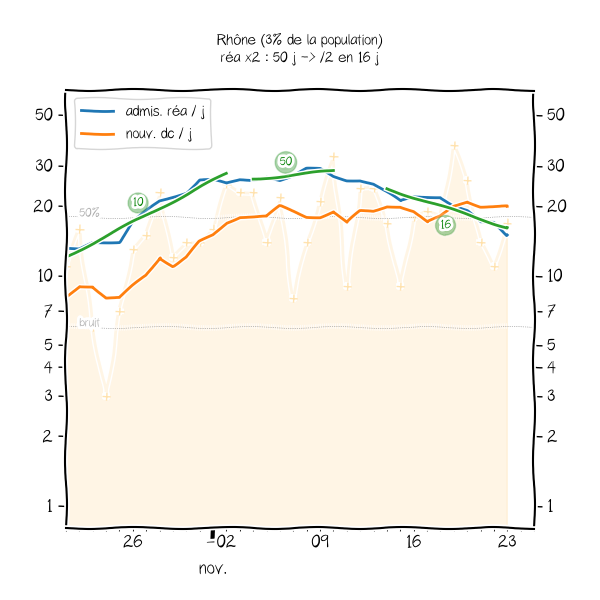 Rhône (3% de la population)
réa x2 : 50 j -> /2 en 16 j
admis. réa / j
nouv. dc / j
50 50
30 30
20 20
10 10
7 7
5 5
4 4
3 3
2 2
1 1
50%
bruit
10
50
16
26 02 09 16 23
nov.